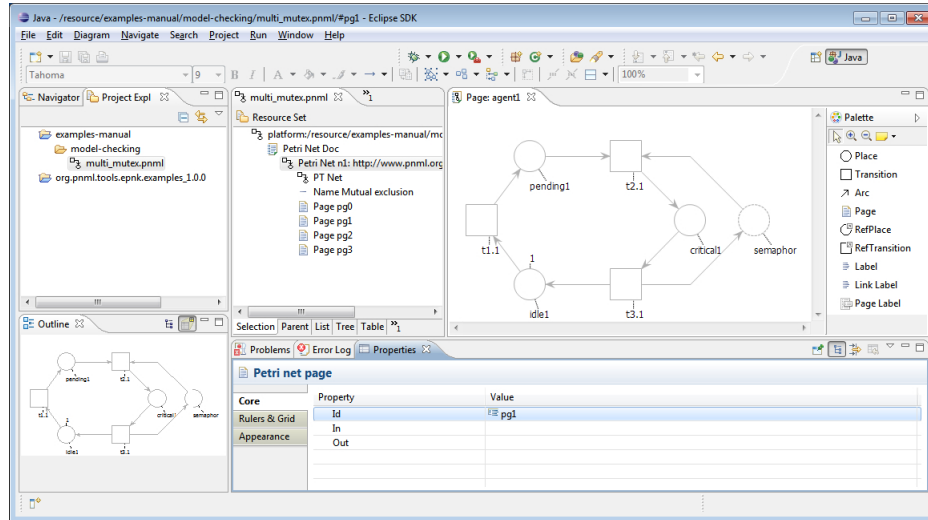 Java - /resource/examples-manual/model-checking/multi_mutex.pnml/#pg1 - Eclipse SDK
File Edit Diagram Navigate Search Project Run Window Help
Java
Tahoma 9 B I A 100%
Navigator Project Expl
examples-manual
model-checking
multi_mutex.pnml
org.pnml.tools.epnk.examples_1.0.0
multi_mutex.pnml »1
Resource Set
platform:/resource/examples-manual/mo
Petri Net Doc
Petri Net n1: http://www.pnml.org
PT Net
Name Mutual exclusion
Page pg0
Page pg1
Page pg2
Page pg3
Selection Parent List Tree Table »1
Page: agent1
pending1
t2.1
t1.1
1
critical1
semaphor
idle1
t3.1
Palette
Place
Transition
Arc
Page
RefPlace
RefTransition
Label
Link Label
Page Label
Outline
pending1
t2.1
t1.1
1
critical1
semaphor
idle1
t3.1
Problems Error Log Properties
Petri net page
Core
Rulers & Grid
Appearance
Property Value
Id pg1
In
Out